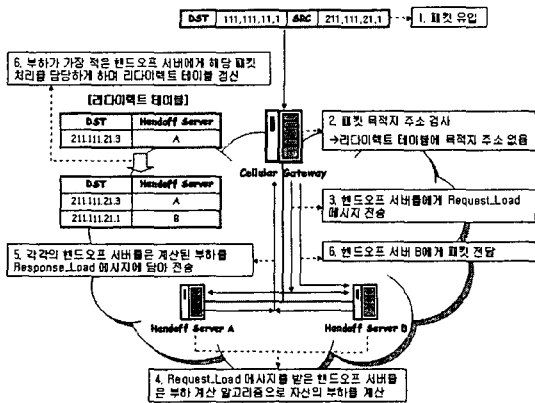 DST 111.111.11.1 SRC 211.111.21.1
1. 패킷 유입
6. 부하가 가장 적은 핸드오프 서버에게 해당 패킷
처리를 담당하게 하며 리다이렉트 테이블 갱신
[리다이렉트 테이블]
DST Handoff Server
211.111.21.3 A
2. 패킷 목적지 주소 검사
→리다이렉트 테이블에 목적지 주소 없음
Cellular Gateway
DST Handoff Server
211.111.21.3 A
211.111.21.1 B
3. 핸드오프 서버들에게 Request_Load
메시지 전송
5. 각각의 핸드오프 서버들은 계산된 부하를
Response_Load 메시지에 담아 전송
6. 핸드오프 서버 B에게 패킷 전달
Handoff Server A
Handoff Server B
4. Request_Load 메시지를 받은 핸드오프 서버들
은 부하 계산 알고리즘으로 자신의 부하를 계산